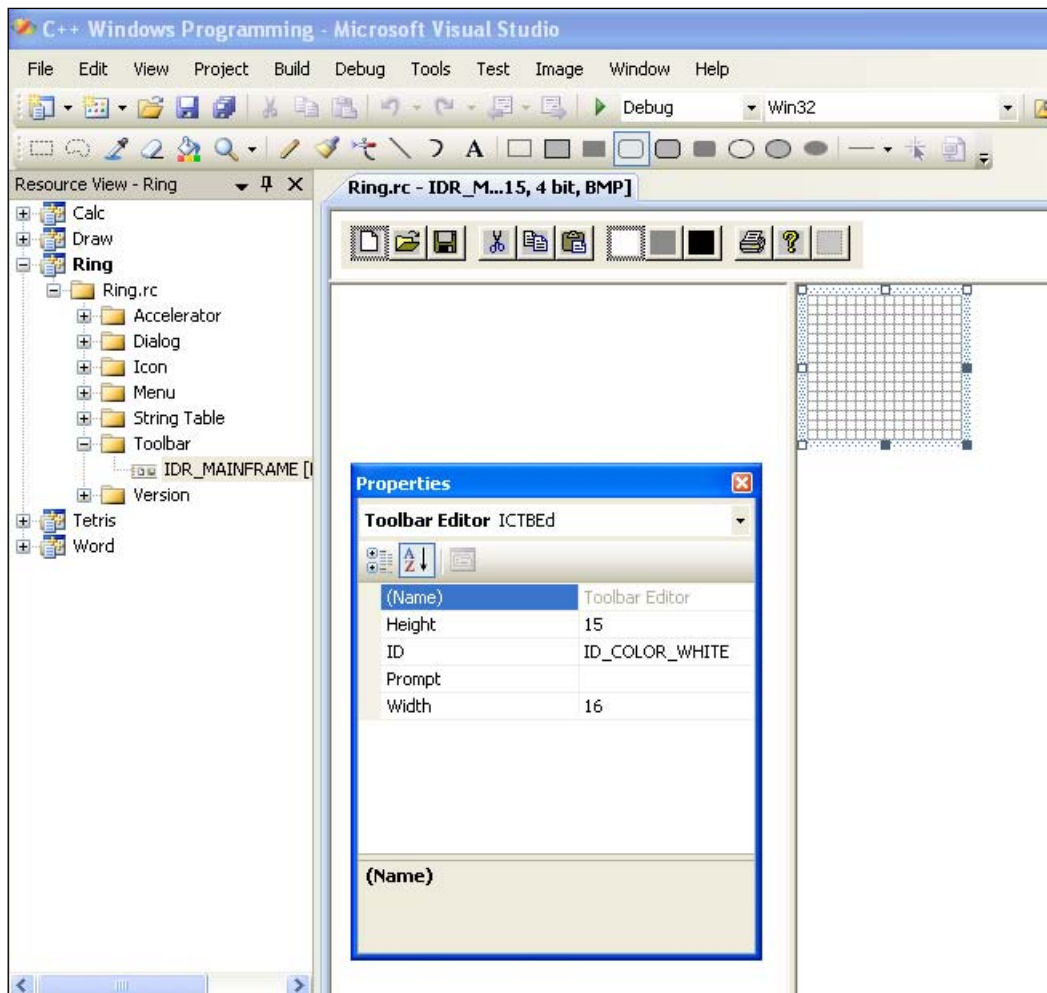 C++ Windows Programming - Microsoft Visual Studio
File Edit View Project Build Debug Tools Test Image Window Help
Debug Win32
A
Resource View - Ring
Ring.rc - IDR_M...15, 4 bit, BMP]
Calc
Draw
Ring
Ring.rc
Accelerator
Dialog
Icon
Menu
String Table
Toolbar
IDR_MAINFRAME [
Version
Tetris
Word
Properties
Toolbar Editor ICTBEd
A
Z
(Name) Toolbar Editor
Height 15
ID ID_COLOR_WHITE
Prompt
Width 16
(Name)